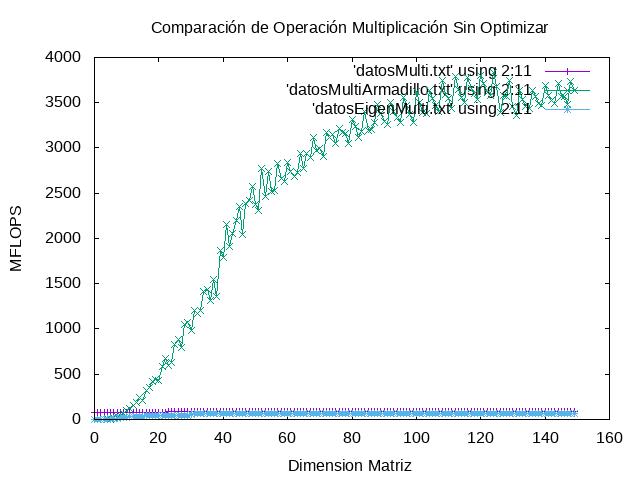 Comparación de Operación Multiplicación Sin Optimizar
'datosMulti.txt' using 2:11
'datosMultiArmadillo.txt' using 2:11
'datosEigenMulti.txt' using 2:11
4000
3500
3000
2500
2000
1500
1000
500
0
MFLOPS
0 20 40 60 80 100 120 140 160
Dimension Matriz